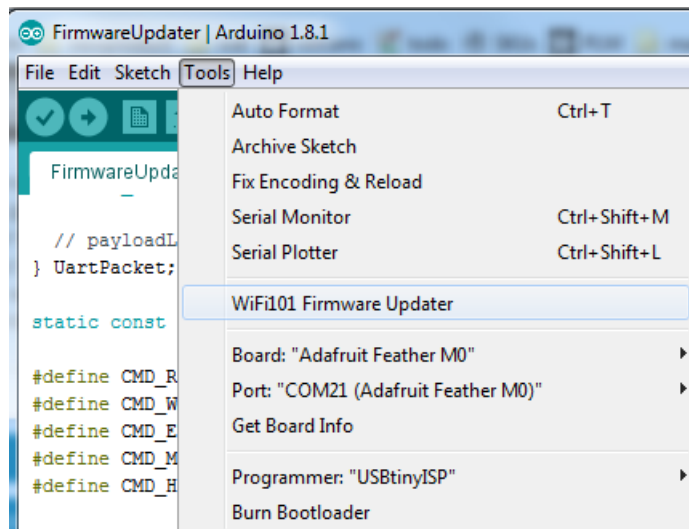 FirmwareUpdater | Arduino 1.8.1
File Edit Sketch Tools Help
Auto Format Ctrl+T
Archive Sketch
Fix Encoding & Reload
Serial Monitor Ctrl+Shift+M
Serial Plotter Ctrl+Shift+L
WiFi101 Firmware Updater
Board: "Adafruit Feather M0"
Port: "COM21 (Adafruit Feather M0)"
Get Board Info
Programmer: "USBtinyISP"
Burn Bootloader
FirmwareUpda
// payloadL
} UartPacket;
static const
#define CMD_R
#define CMD_W
#define CMD_E
#define CMD_M
#define CMD_H